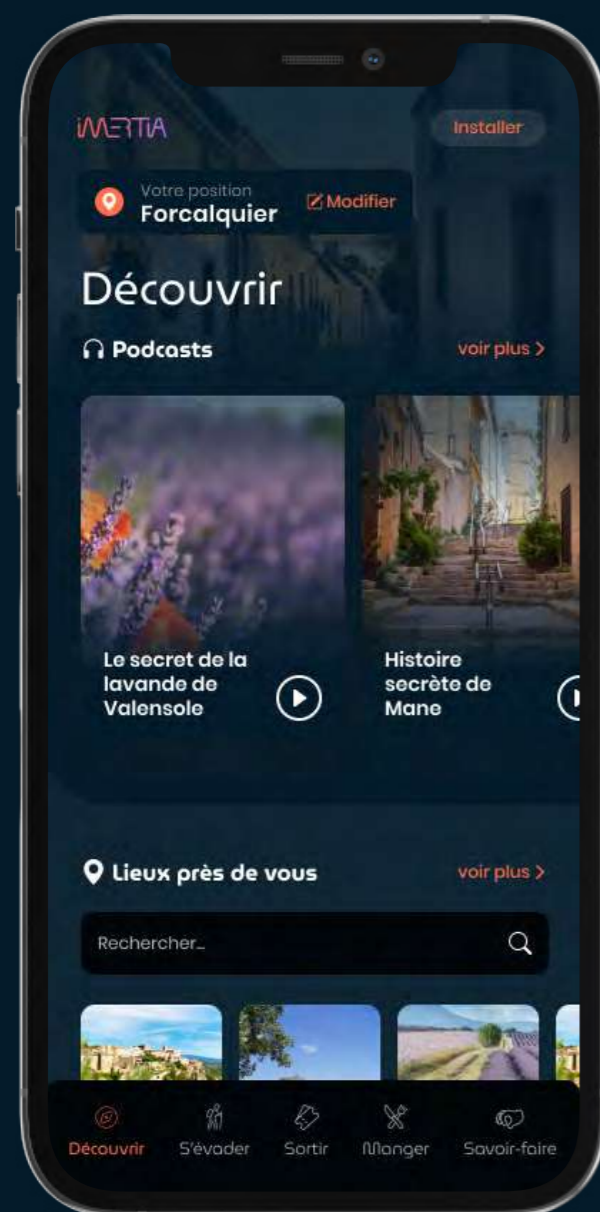 iMERTiA
Installer
Votre position
Forcalquier
Modifier
Découvrir
Podcasts
voir plus >
Le secret de la
lavande de
Valensole
Histoire
secrète de
Mane
Lieux près de vous
voir plus >
Rechercher...
Découvrir
S'évader
Sortir
Manger
Savoir-faire